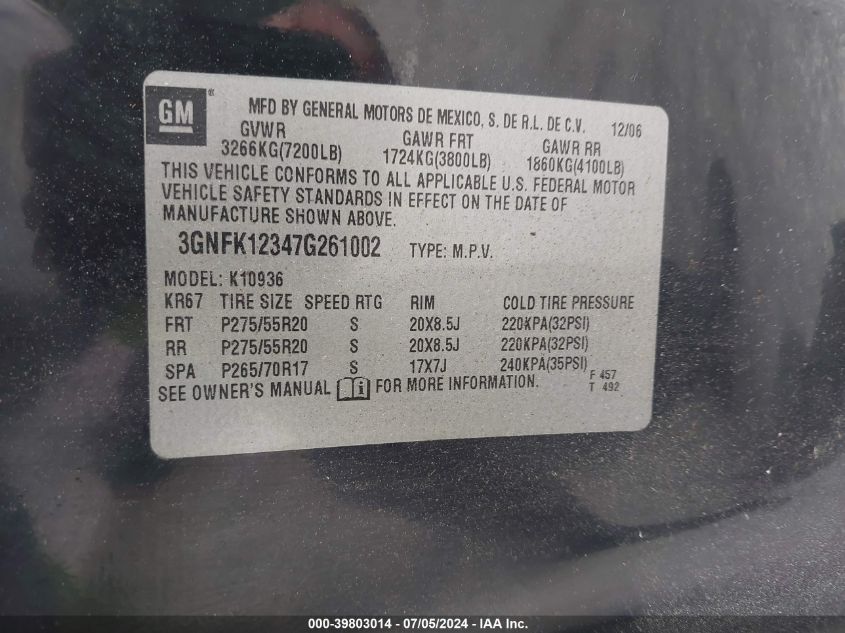 GM®
MFD BY GENERAL MOTORS DE MEXICO, S. DE R.L. DE C.V. 12/06
GVWR GAWR FRT GAWR RR
3266KG(7200LB) 1724KG(3800LB) 1860KG(4100LB)
THIS VEHICLE CONFORMS TO ALL APPLICABLE U.S. FEDERAL MOTOR
VEHICLE SAFETY STANDARDS IN EFFECT ON THE DATE OF
MANUFACTURE SHOWN ABOVE.
3GNFK12347G261002 TYPE: M.P.V.
MODEL: K10936
KR67 TIRE SIZE SPEED RTG RIM COLD TIRE PRESSURE
FRT P275/55R20 S 20X8.5J 220KPA(32PSI)
RR P275/55R20 S 20X8.5J 220KPA(32PSI)
SPA P265/70R17 S 17X7J 240KPA(35PSI)
SEE OWNER'S MANUAL i FOR MORE INFORMATION.
F 457
T 492
000-39803014 - 07/05/2024 - IAA Inc.